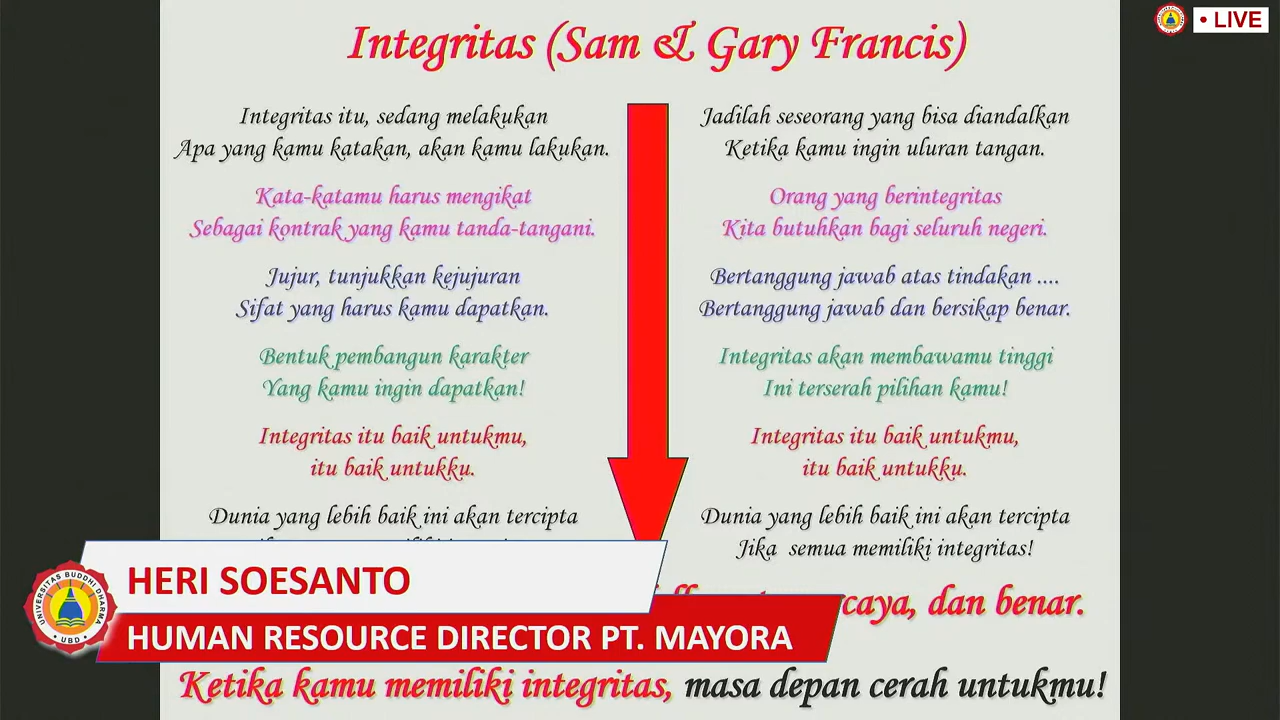 Integritas (Sam & Gary Francis)
• LIVE
Integritas itu, sedang melakukan
Apa yang kamu katakan, akan kamu lakukan.
Kata-katamu harus mengikat
Sebagai kontrak yang kamu tanda-tangani.
Jujur, tunjukkan kejujuran
Sifat yang harus kamu dapatkan.
Bentuk pembangun karakter
Yang kamu ingin dapatkan!
Integritas itu baik untukmu,
itu baik untukku.
Dunia yang lebih baik ini akan tercipta
Jadilah seseorang yang bisa diandalkan
Ketika kamu ingin uluran tangan.
Orang yang berintegritas
Kita butuhkan bagi seluruh negeri.
Bertanggung jawab atas tindakan ....
Bertanggung jawab dan bersikap benar.
Integritas akan membawamu tinggi
Ini terserah pilihan kamu!
Integritas itu baik untukmu,
itu baik untukku.
Dunia yang lebih baik ini akan tercipta
Jika semua memiliki integritas!
dan benar.
Ketika kamu memiliki integritas, masa depan cerah untukmu!
UNIVERSITAS BUDDHI DHARMA
• UBD •
HERI SOESANTO
HUMAN RESOURCE DIRECTOR PT. MAYORA